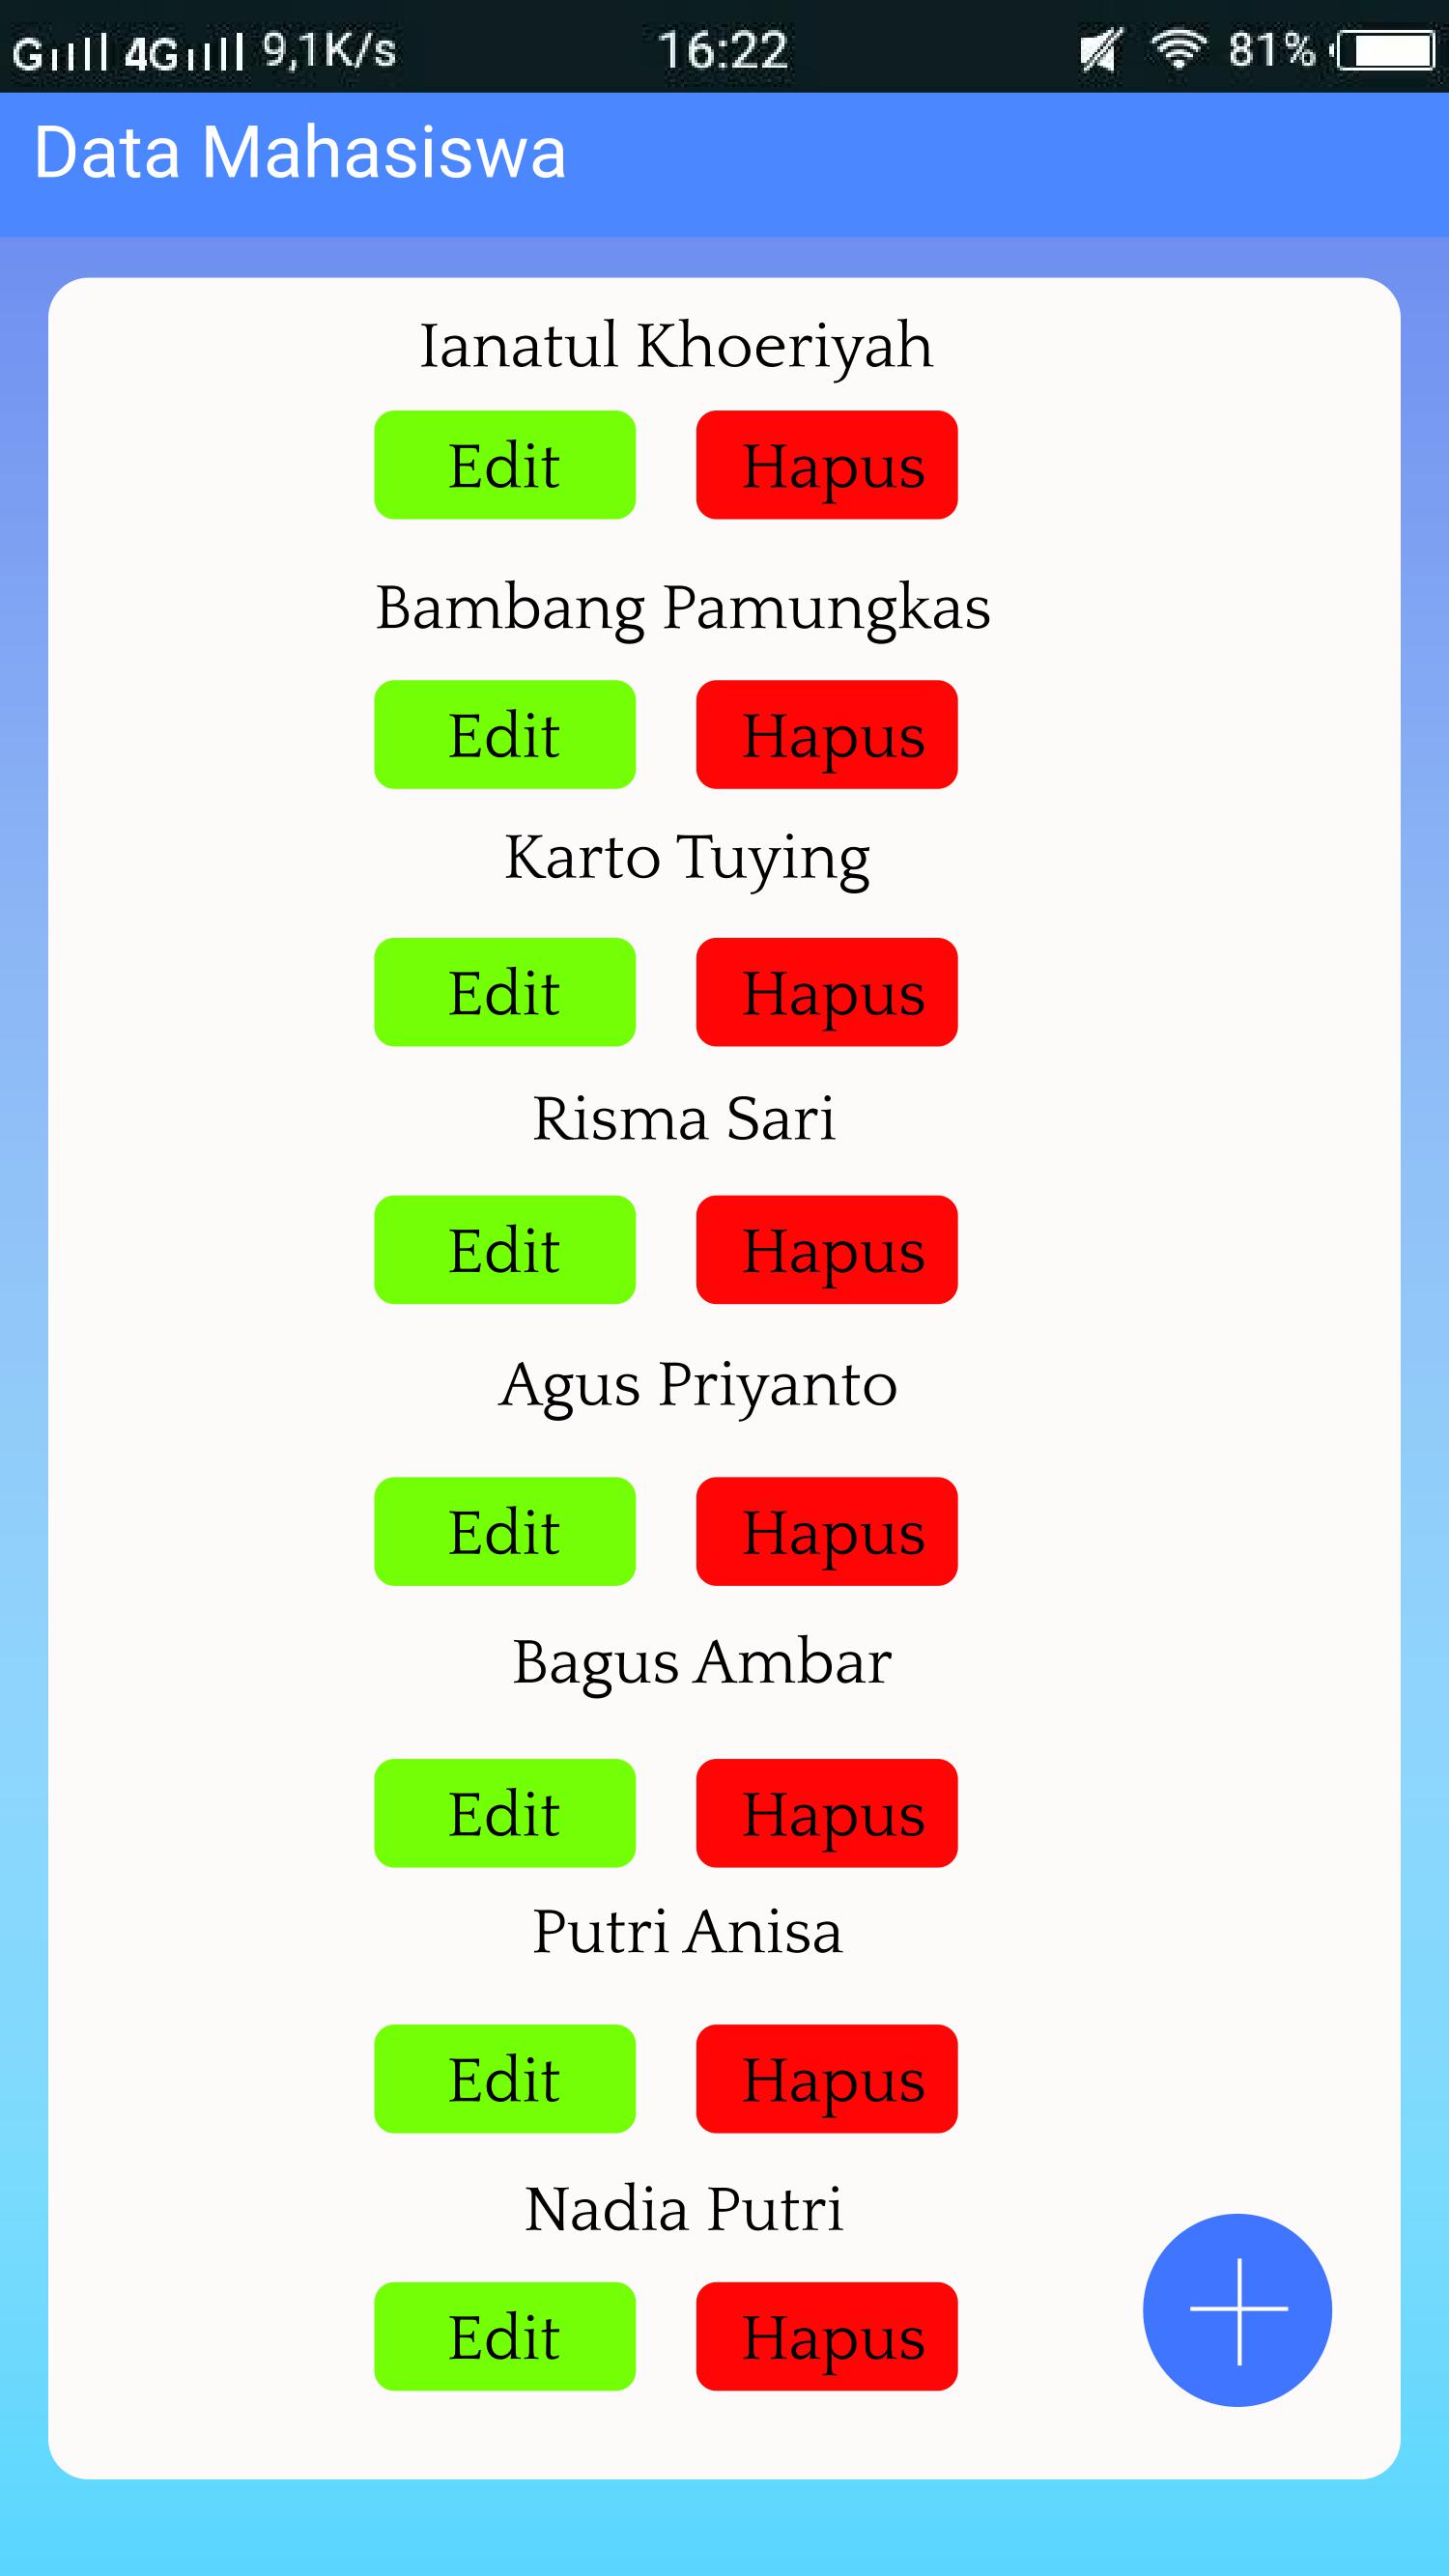 G 4G 9,1K/s 16:22 81%
Data Mahasiswa
Ianatul Khoeriyah
Edit Hapus
Bambang Pamungkas
Edit Hapus
Karto Tuying
Edit Hapus
Risma Sari
Edit Hapus
Agus Priyanto
Edit Hapus
Bagus Ambar
Edit Hapus
Putri Anisa
Edit Hapus
Nadia Putri
Edit Hapus